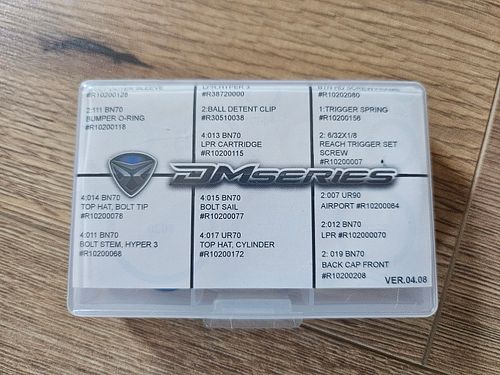 #R10200128
2:111 BN70
BUMPER O-RING
#R10200118
#R38720000
2:BALL DETENT CLIP
#R30510038
4:013 BN70
LPR CARTRIDGE
#R10200115
#R10202080
1:TRIGGER SPRING
#R10200156
2: 6/32X1/8
REACH TRIGGER SET
SCREW
#R10200007
DMSERIES
4:014 BN70
TOP HAT, BOLT TIP
#R10200078
4:011 BN70
BOLT STEM, HYPER 3
#R10200068
4:015 BN70
BOLT SAIL
#R10200077
4:017 UR70
TOP HAT, CYLINDER
#R10200172
2:007 UR90
AIRPORT #R10200084
2:012 BN70
LPR #R102000070
2: 019 BN70
BACK CAP FRONT
#R10200208
VER.04.08